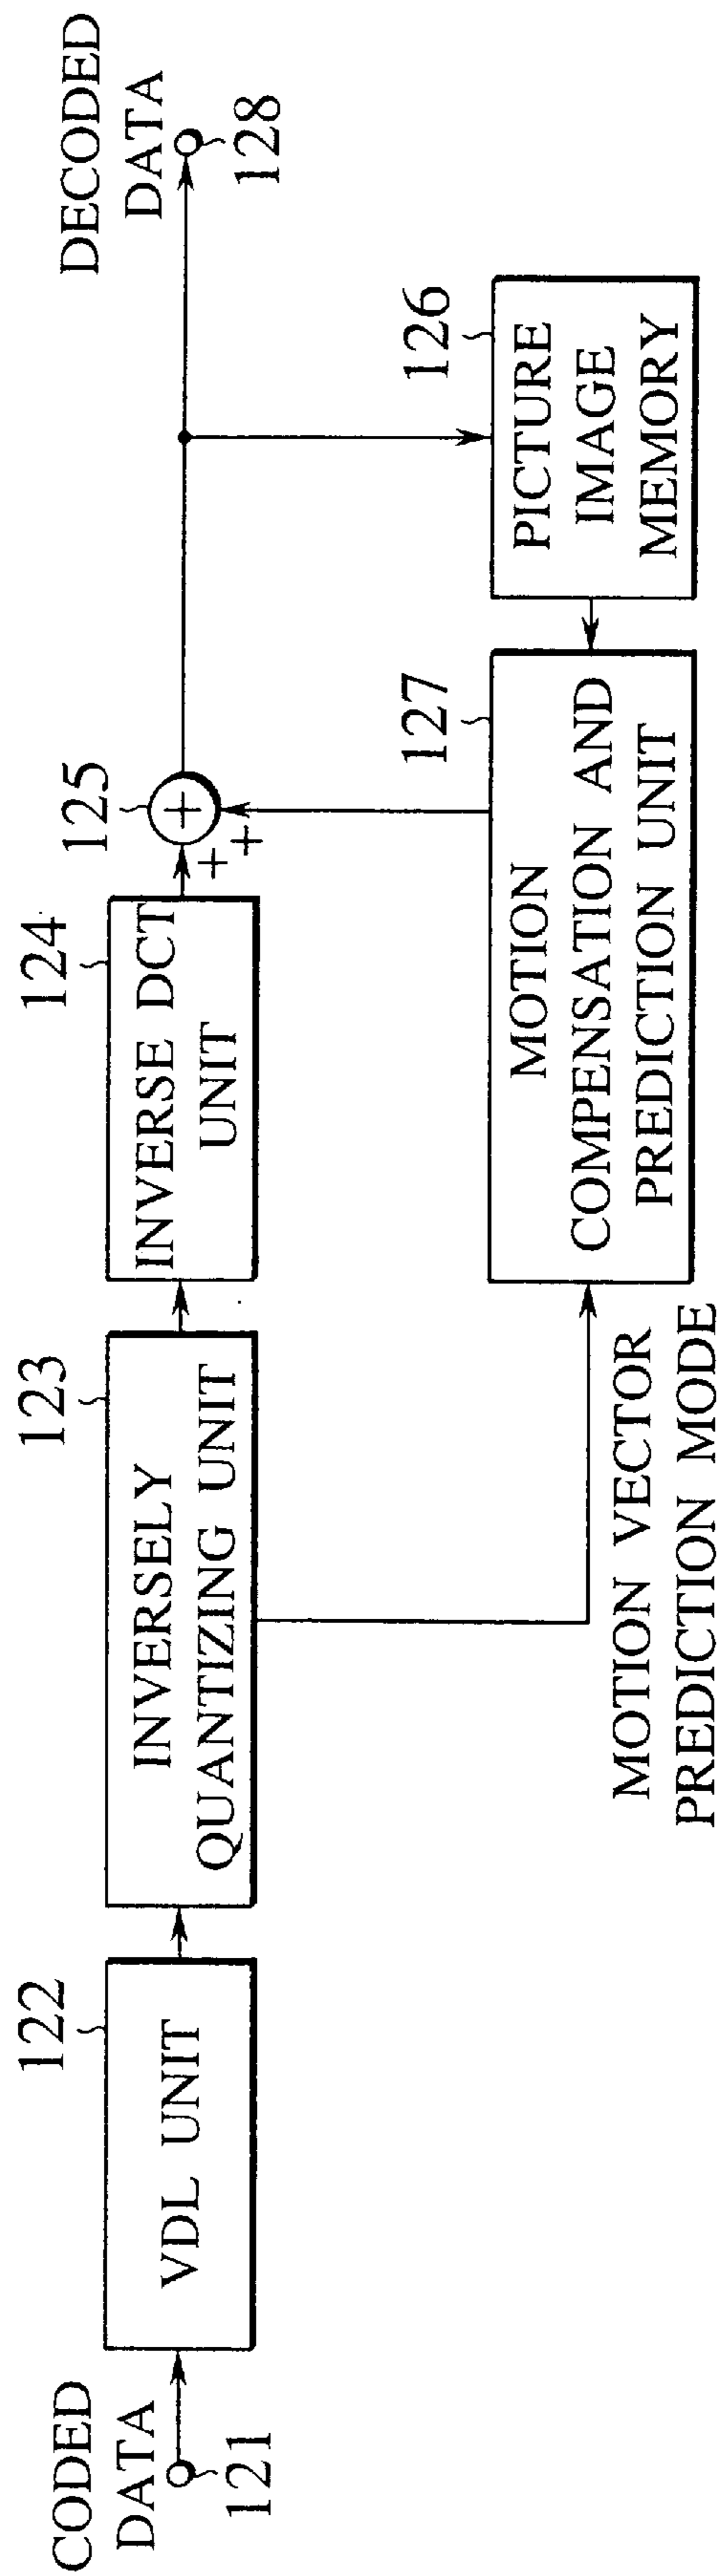 CODED
DATA
121
122
VDL UNIT
123
INVERSELY
QUANTIZING UNIT
MOTION VECTOR
PREDICTION MODE
124
INVERSE DCT
UNIT
125
+
+
+
127
MOTION
COMPENSATION AND
PREDICTION UNIT
126
PICTURE
IMAGE
MEMORY
DECODED
DATA
128